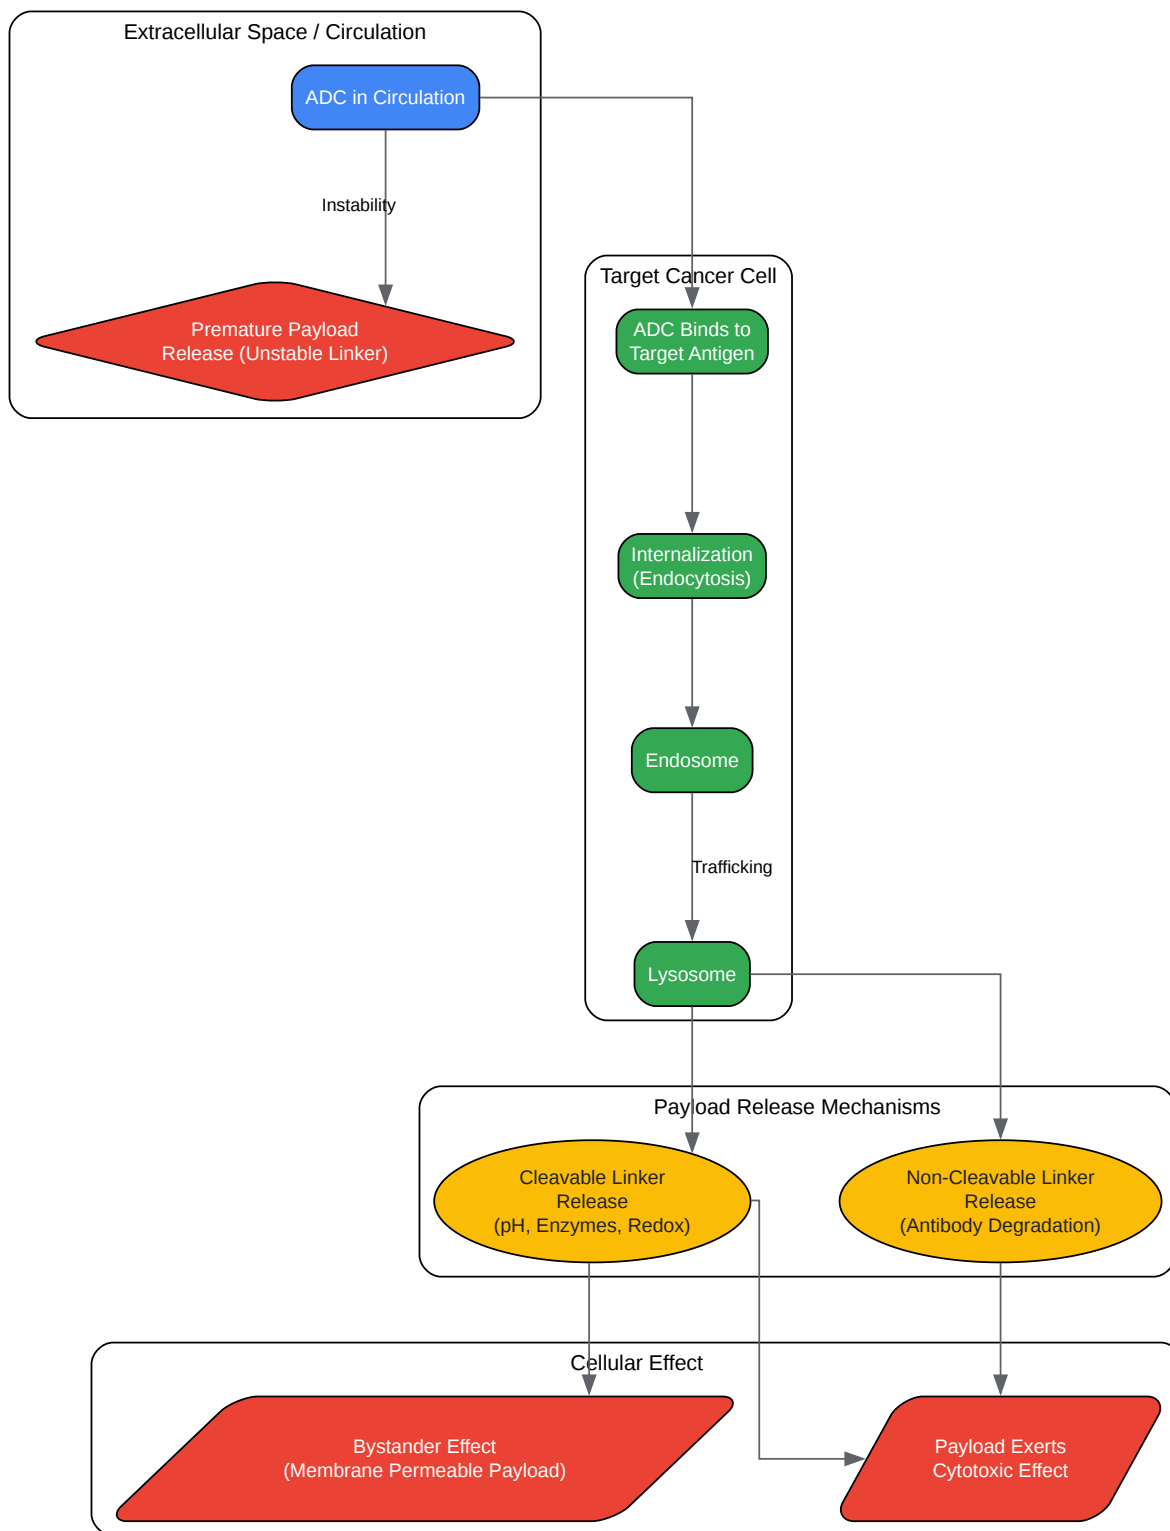 Extracellular Space / Circulation
ADC in Circulation
Instability
Premature Payload
Release (Unstable Linker)
Target Cancer Cell
ADC Binds to
Target Antigen
Internalization
(Endocytosis)
Endosome
Trafficking
Lysosome
Payload Release Mechanisms
Cleavable Linker
Release
(pH, Enzymes, Redox)
Non-Cleavable Linker
Release
(Antibody Degradation)
Cellular Effect
Bystander Effect
(Membrane Permeable Payload)
Payload Exerts
Cytotoxic Effect